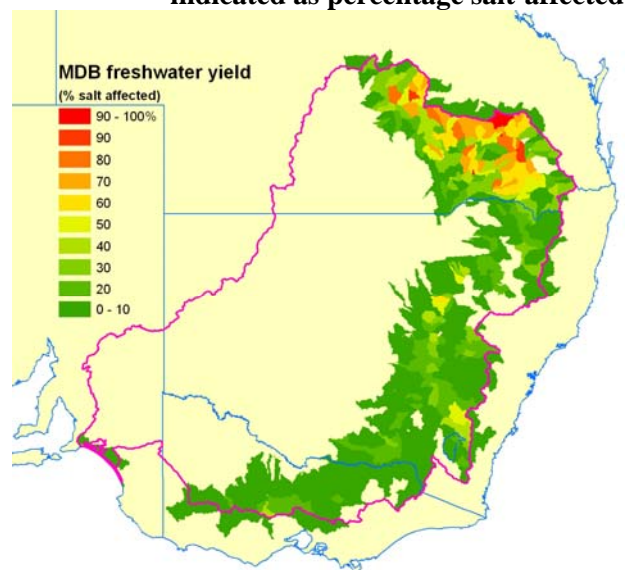 indicated as percentage salt-affected
MDB freshwater yield
(% salt affected)
90 - 100%
90
80
70
60
50
40
30
20
0 - 10